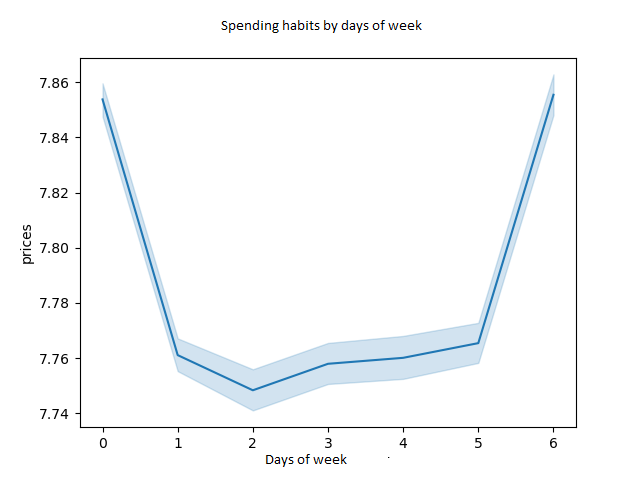 Spending habits by days of week
7.86
7.84
7.82
7.80
7.78
7.76
7.74
prices
0 1 2 3 4 5 6
Days of week